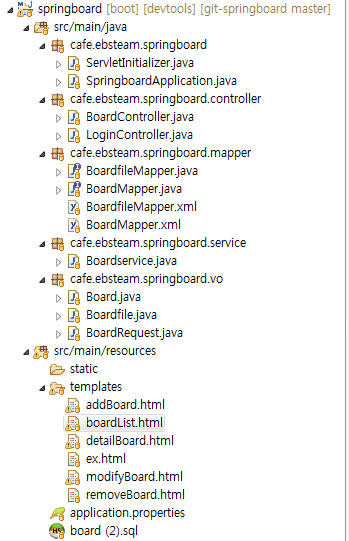 springboard [boot] [devtools] [git-springboard master]
src/main/java
cafe.ebsteam.springboard
ServletInitializer.java
SpringboardApplication.java
cafe.ebsteam.springboard.controller
BoardController.java
LoginController.java
cafe.ebsteam.springboard.mapper
BoardfileMapper.java
BoardMapper.java
BoardfileMapper.xml
BoardMapper.xml
cafe.ebsteam.springboard.service
Boardservice.java
cafe.ebsteam.springboard.vo
Board.java
Boardfile.java
BoardRequest.java
src/main/resources
static
templates
addBoard.html
boardList.html
detailBoard.html
ex.html
modifyBoard.html
removeBoard.html
application.properties
board (2).sql